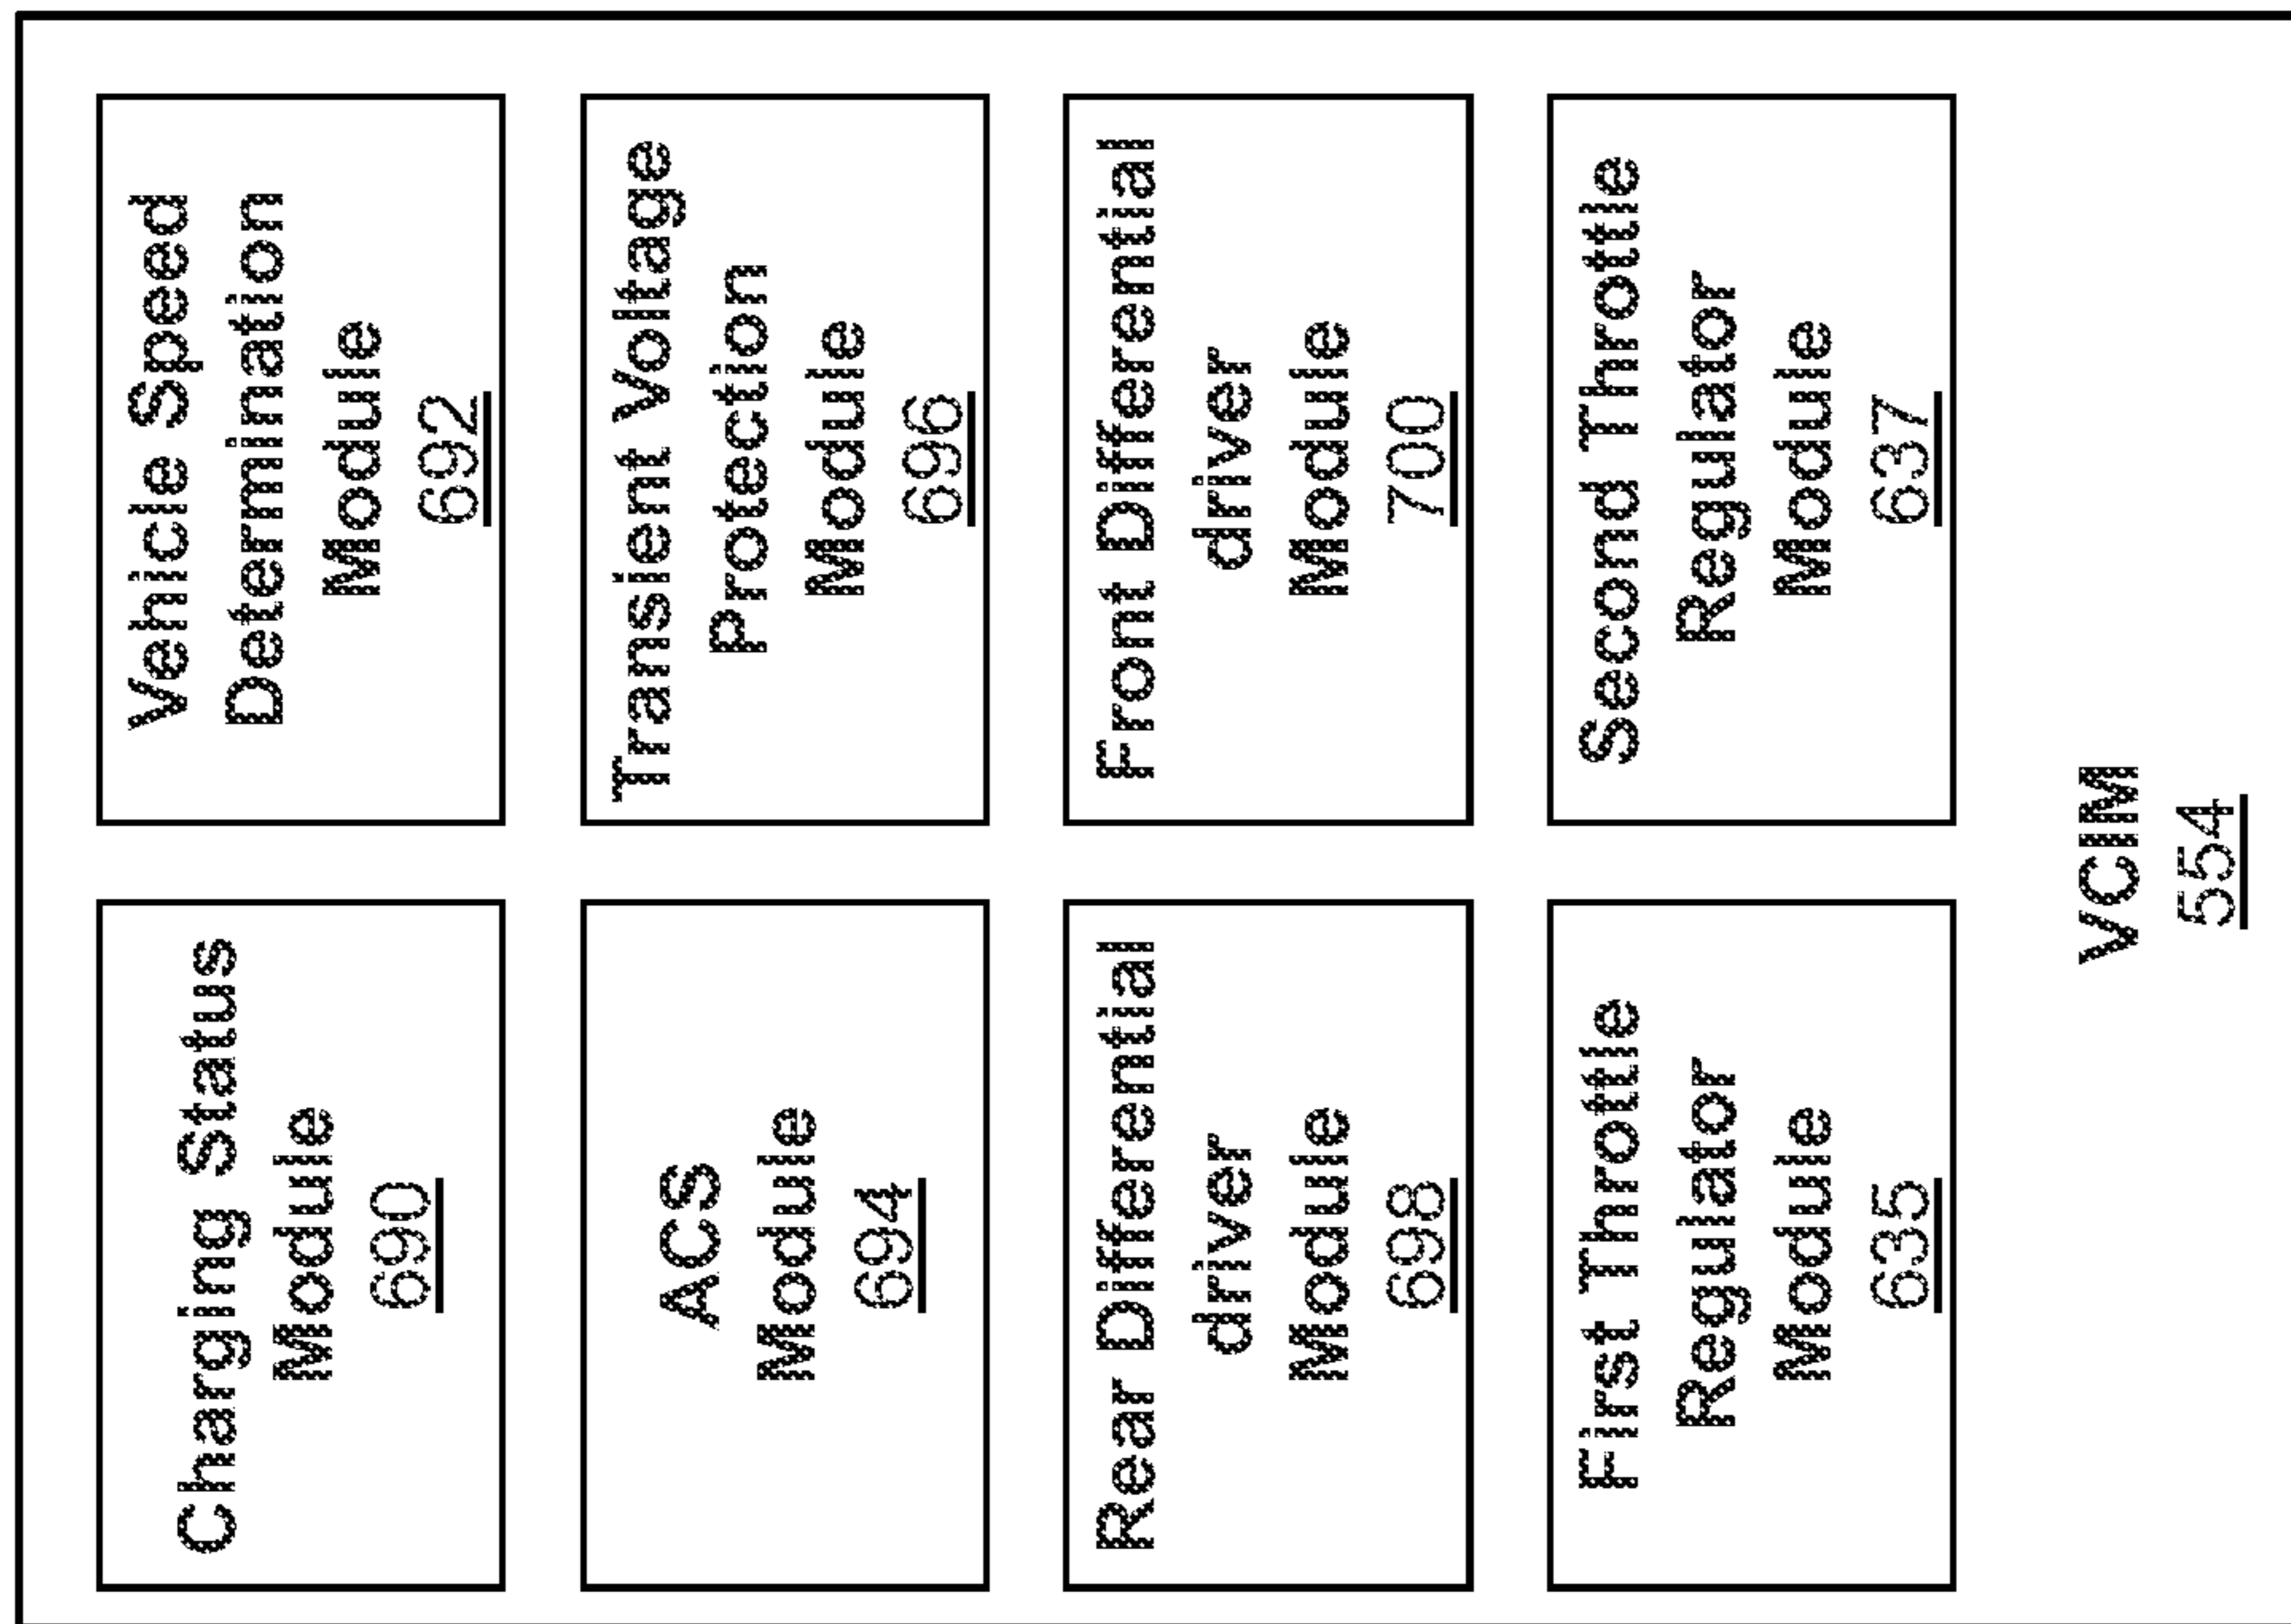 Charging Status
Module
690
Vehicle Speed
Determination
Module
692
ACS
Module
694
Transient Voltage
Protection
Module
696
Rear Differential
driver
Module
698
Front Differential
driver
Module
700
First Throttle
Regulator
Module
635
Second Throttle
Regulator
Module
637
VCIM
554